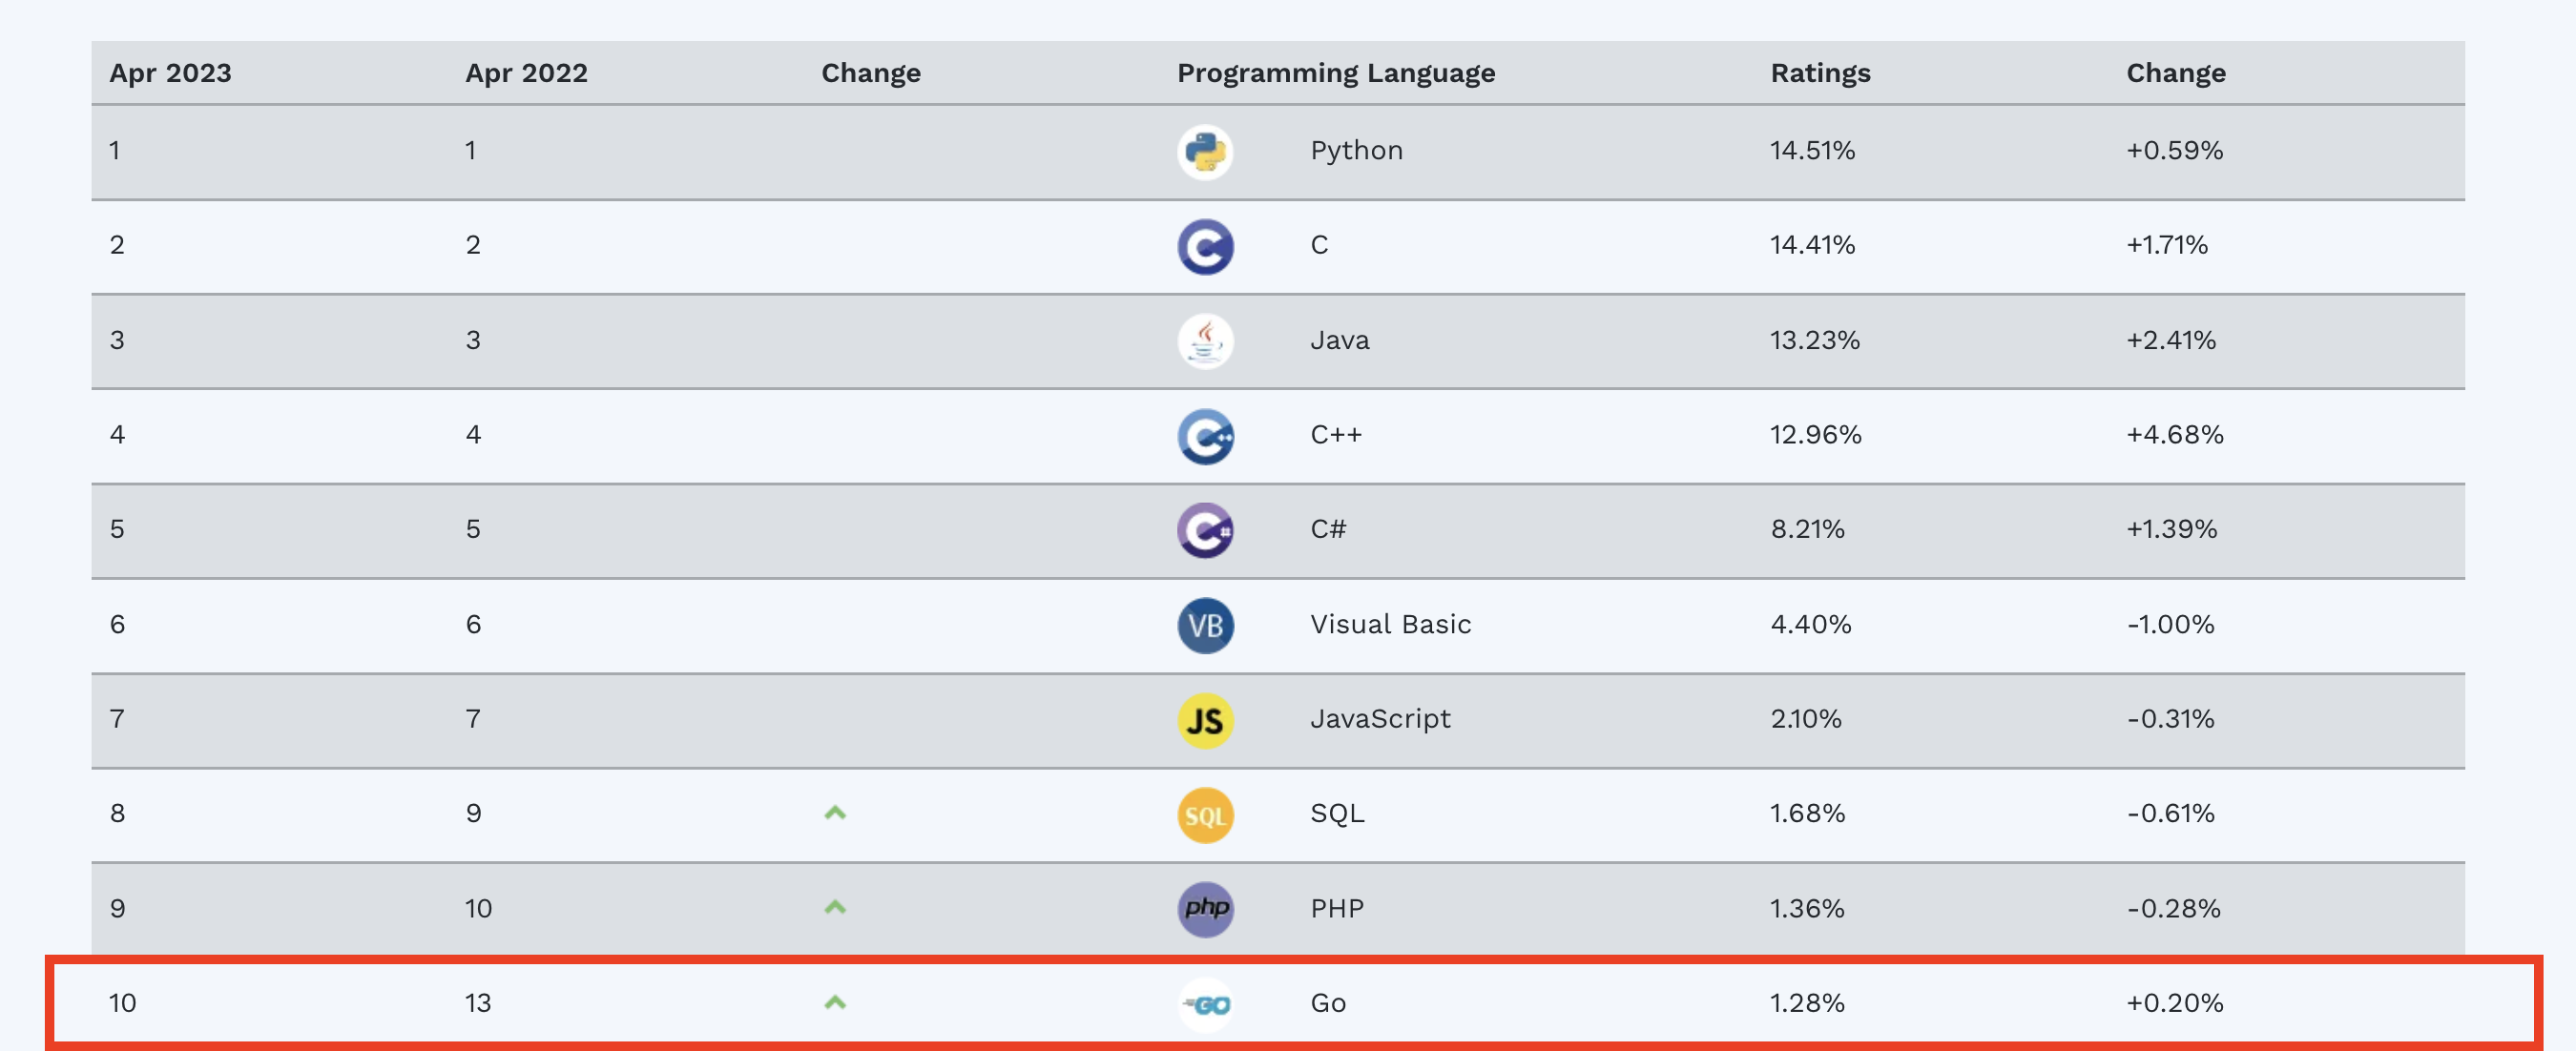 Apr 2023 Apr 2022 Change Programming Language Ratings Change
1 1 Python 14.51% +0.59%
2 2 C C 14.41% +1.71%
3 3 Java 13.23% +2.41%
4 4 C++ C++ 12.96% +4.68%
5 5 C# C# 8.21% +1.39%
6 6 VB Visual Basic 4.40% -1.00%
7 7 JS JavaScript 2.10% -0.31%
8 9 SQL SQL 1.68% -0.61%
9 10 php PHP 1.36% -0.28%
10 13 GO Go 1.28% +0.20%